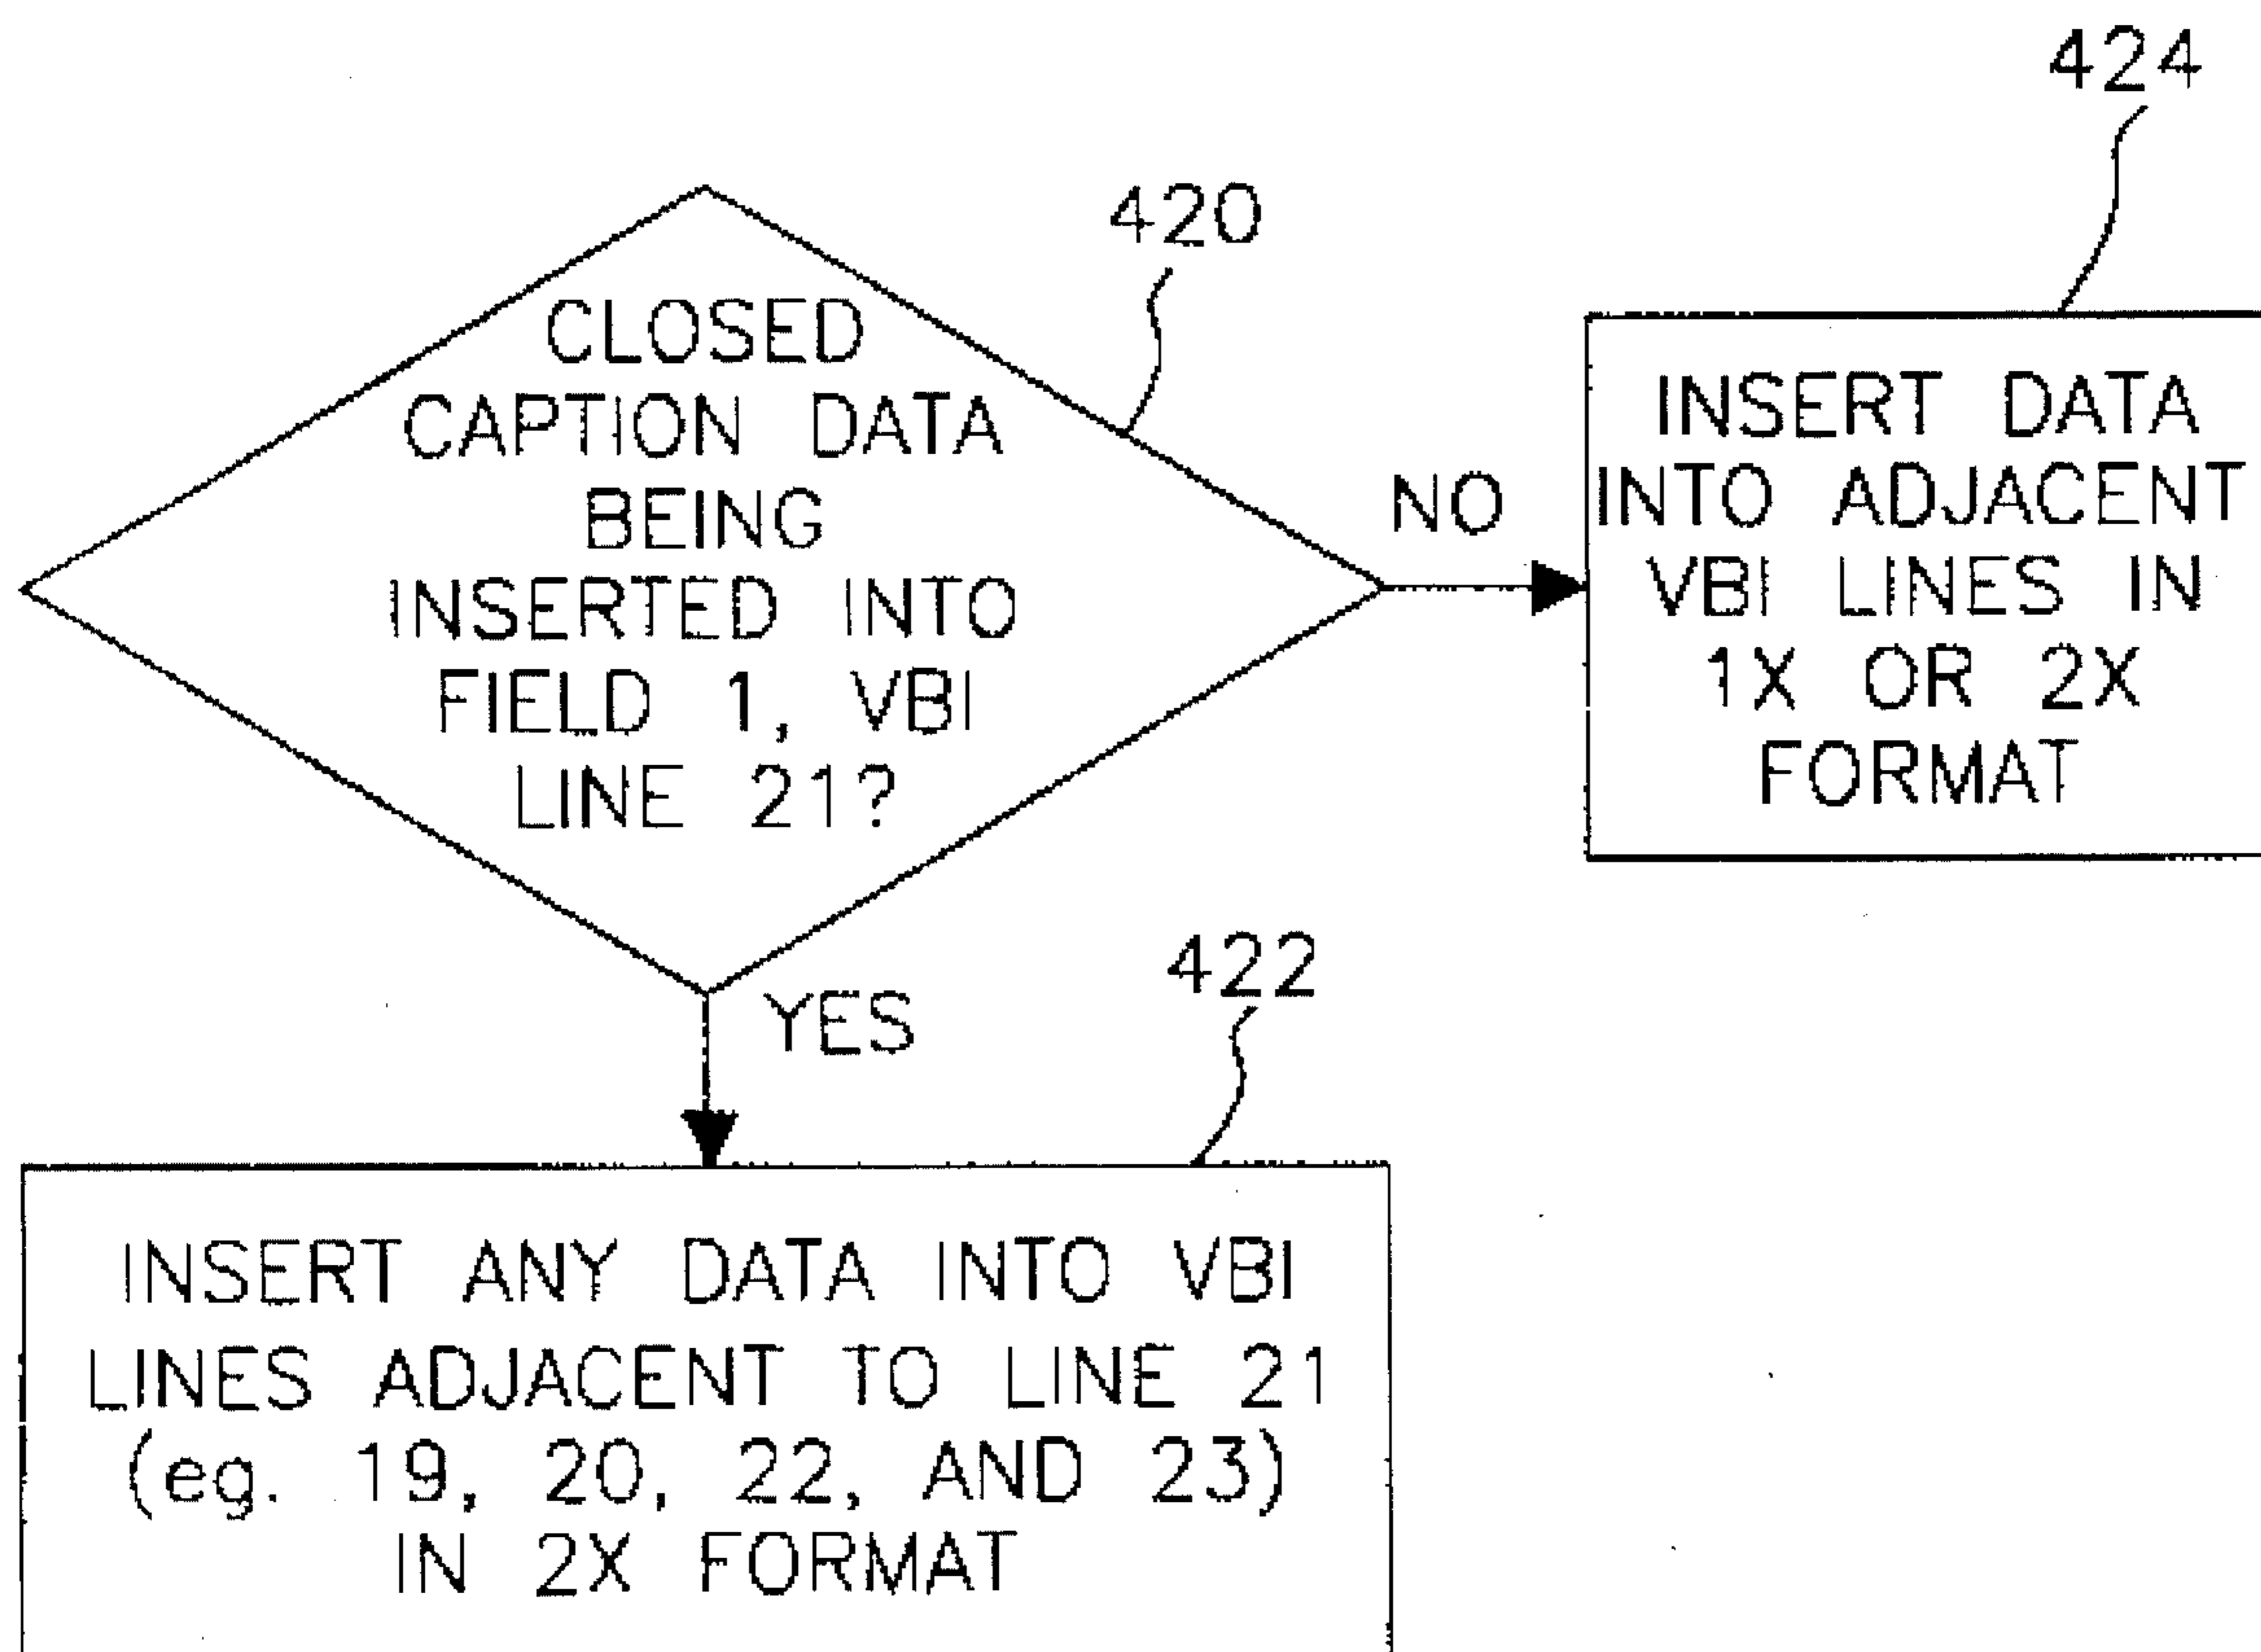 424
420
CLOSED
CAPTION DATA
BEING
INSERTED INTO
FIELD 1, VBI
LINE 21?
NO
INSERT DATA
INTO ADJACENT
VBI LINES IN
1X OR 2X
FORMAT
YES
422
INSERT ANY DATA INTO VBI
LINES ADJACENT TO LINE 21
(eg. 19, 20, 22, AND 23)
IN 2X FORMAT